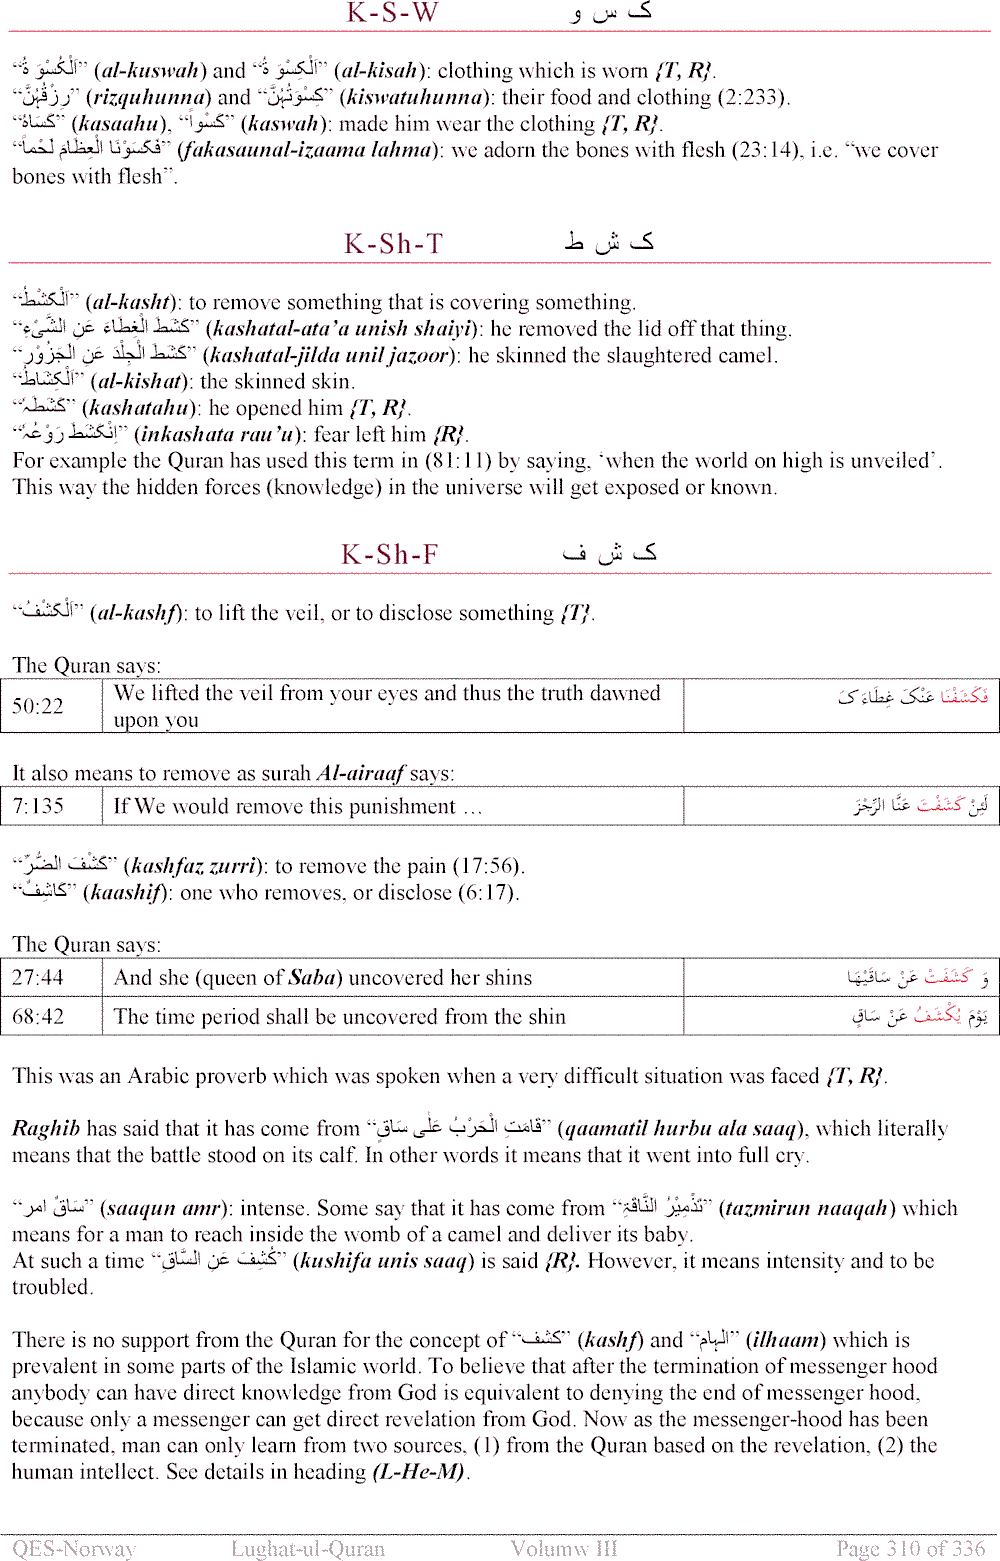 K-S-W ک س و
“اَلْکُسْوَ ۃُ” (al-kuswah) and “اَلْکِسْوَ ۃُ” (al-kisah): clothing which is worn {T, R}.
“رِزْقُہُنَّ” (rizquhunna) and “کِسْوَتُہُنَّ” (kiswatuhunna): their food and clothing (2:233).
“کَسَاہُ” (kasaahu), “کَسْواً” (kaswah): made him wear the clothing {T, R}.
“فَکَسَوْنَا الْعِظَامَ لَحْماً” (fakasaunal-izaama lahma): we adorn the bones with flesh (23:14), i.e. “we cover
bones with flesh”.
K-Sh-T ک ش ط
“اَلْکَشْطُ” (al-kasht): to remove something that is covering something.
“کَشَطَ الْغِطَاءَ عَنِ الشَّیْءِ” (kashatal-ata’a unish shaiyi): he removed the lid off that thing.
“کَشَطَ الْجِلْدَ عَنِ الْجَزُوْرِ” (kashatal-jilda unil jazoor): he skinned the slaughtered camel.
“اَلْکِشَاطُ” (al-kishat): the skinned skin.
“کَشَطَہٗ” (kashatahu): he opened him {T, R}.
“اِنْکَشَطَ رَوْعُہٗ” (inkashata rau’u): fear left him {R}.
For example the Quran has used this term in (81:11) by saying, ‘when the world on high is unveiled’.
This way the hidden forces (knowledge) in the universe will get exposed or known.
K-Sh-F ک ش ف
“اَلْکَشْفُ” (al-kashf): to lift the veil, or to disclose something {T}.
The Quran says:
50:22 We lifted the veil from your eyes and thus the truth dawned فَکَشَفْنَا عَنْکَ غِطَاءَ کَ
upon you
It also means to remove as surah Al-airaaf says:
7:135 If We would remove this punishment … لَئِنْ کَشَفْتَ عَنَّا الرِّجْزَ
“کَشْفَ الضُّرِّ” (kashfaz zurri): to remove the pain (17:56).
“کَاشِفٌ” (kaashif): one who removes, or disclose (6:17).
The Quran says:
27:44 And she (queen of Saba) uncovered her shins وَ کَشَفَتْ عَنْ سَاقَیْہَا
68:42 The time period shall be uncovered from the shin یَوْمَ یُکْشَفُ عَنْ سَاقٍ
This was an Arabic proverb which was spoken when a very difficult situation was faced {T, R}.
Raghib has said that it has come from “قَامَتِ الْحَرْبُ عَلٰی سَاقٍ” (qaamatil hurbu ala saaq), which literally
means that the battle stood on its calf. In other words it means that it went into full cry.
“سَاقٌ امر” (saaqun amr): intense. Some say that it has come from “تَذْمِیْرُ النَّاقَۃِ” (tazmirun naaqah) which
means for a man to reach inside the womb of a camel and deliver its baby.
At such a time “کُشِفَ عَنِ السَّاقِ” (kushifa unis saaq) is said {R}. However, it means intensity and to be
troubled.
There is no support from the Quran for the concept of “کشف” (kashf) and “الہام” (ilhaam) which is
prevalent in some parts of the Islamic world. To believe that after the termination of messenger hood
anybody can have direct knowledge from God is equivalent to denying the end of messenger hood,
because only a messenger can get direct revelation from God. Now as the messenger-hood has been
terminated, man can only learn from two sources, (1) from the Quran based on the revelation, (2) the
human intellect. See details in heading (L-He-M).
QES-Norway Lughat-ul-Quran Volumw III Page 310 of 336